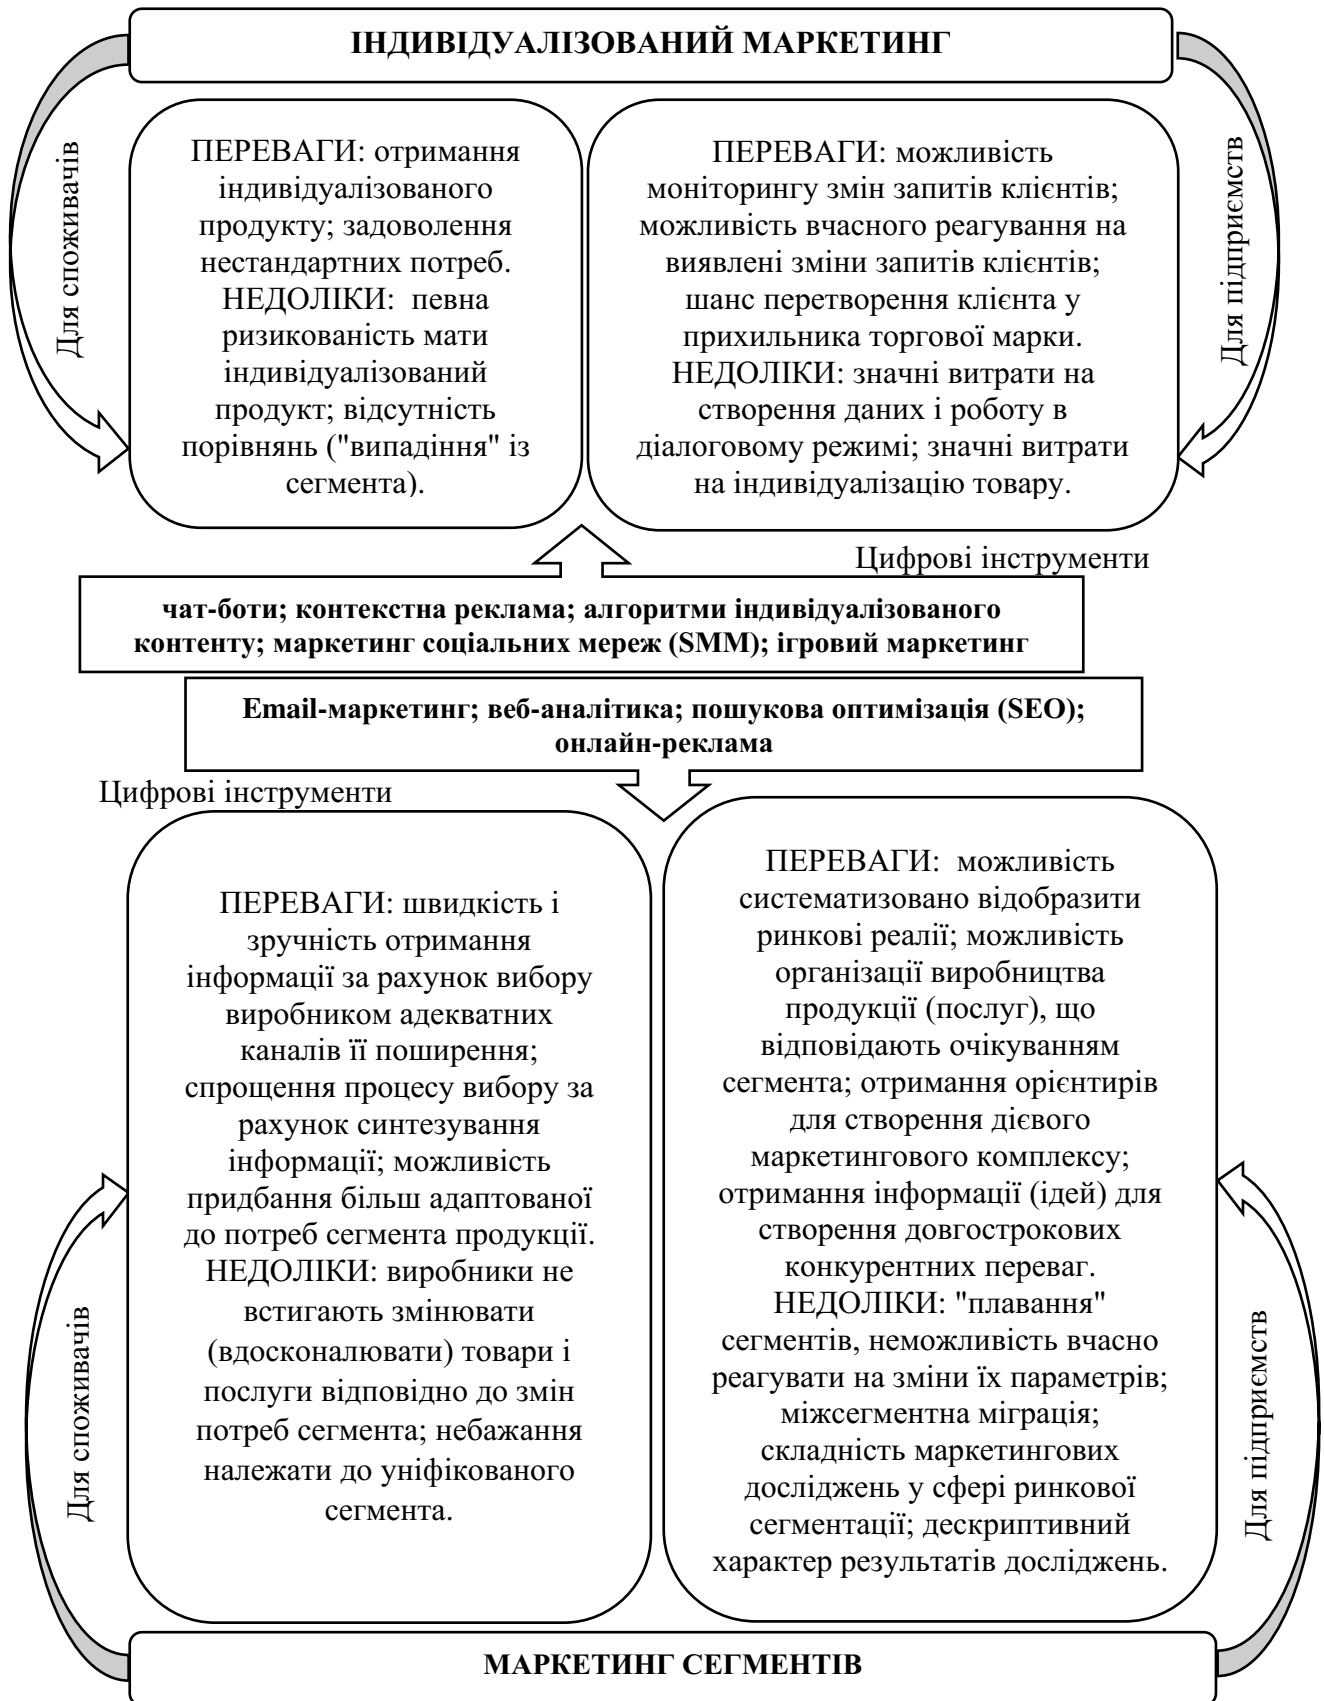 ІНДИВІДУАЛІЗОВАНИЙ МАРКЕТИНГ
Для споживачів
ПЕРЕВАГИ: отримання
індивідуалізованого
продукту; задоволення
нестандартних потреб.
НЕДОЛІКИ: певна
ризикованість мати
індивідуалізований
продукт; відсутність
порівнянь ("випадіння" із
сегмента).
ПЕРЕВАГИ: можливість
моніторингу змін запитів клієнтів;
можливість вчасного реагування на
виявлені зміни запитів клієнтів;
шанс перетворення клієнта у
прихильника торгової марки.
НЕДОЛІКИ: значні витрати на
створення даних і роботу в
діалоговому режимі; значні витрати
на індивідуалізацію товару.
Для підприємств
Цифрові інструменти
чат-боти; контекстна реклама; алгоритми індивідуалізованого
контенту; маркетинг соціальних мереж (SMM); ігровий маркетинг
Email-маркетинг; веб-аналітика; пошукова оптимізація (SEO);
онлайн-реклама
Цифрові інструменти
Для споживачів
ПЕРЕВАГИ: швидкість і
зручність отримання
інформації за рахунок вибору
виробником адекватних
каналів її поширення;
спрощення процесу вибору за
рахунок синтезування
інформації; можливість
придбання більш адаптованої
до потреб сегмента продукції.
НЕДОЛІКИ: виробники не
встигають змінювати
(вдосконалювати) товари і
послуги відповідно до змін
потреб сегмента; небажання
належати до уніфікованого
сегмента.
ПЕРЕВАГИ: можливість
систематизовано відобразити
ринкові реалії; можливість
організації виробництва
продукції (послуг), що
відповідають очікуванням
сегмента; отримання орієнтирів
для створення дієвого
маркетингового комплексу;
отримання інформації (ідей) для
створення довгострокових
конкурентних переваг.
НЕДОЛІКИ: "плавання"
сегментів, неможливість вчасно
реагувати на зміни їх параметрів;
міжсегментна міграція;
складність маркетингових
досліджень у сфері ринкової
сегментації; дескриптивний
характер результатів досліджень.
Для підприємств
МАРКЕТИНГ СЕГМЕНТІВ